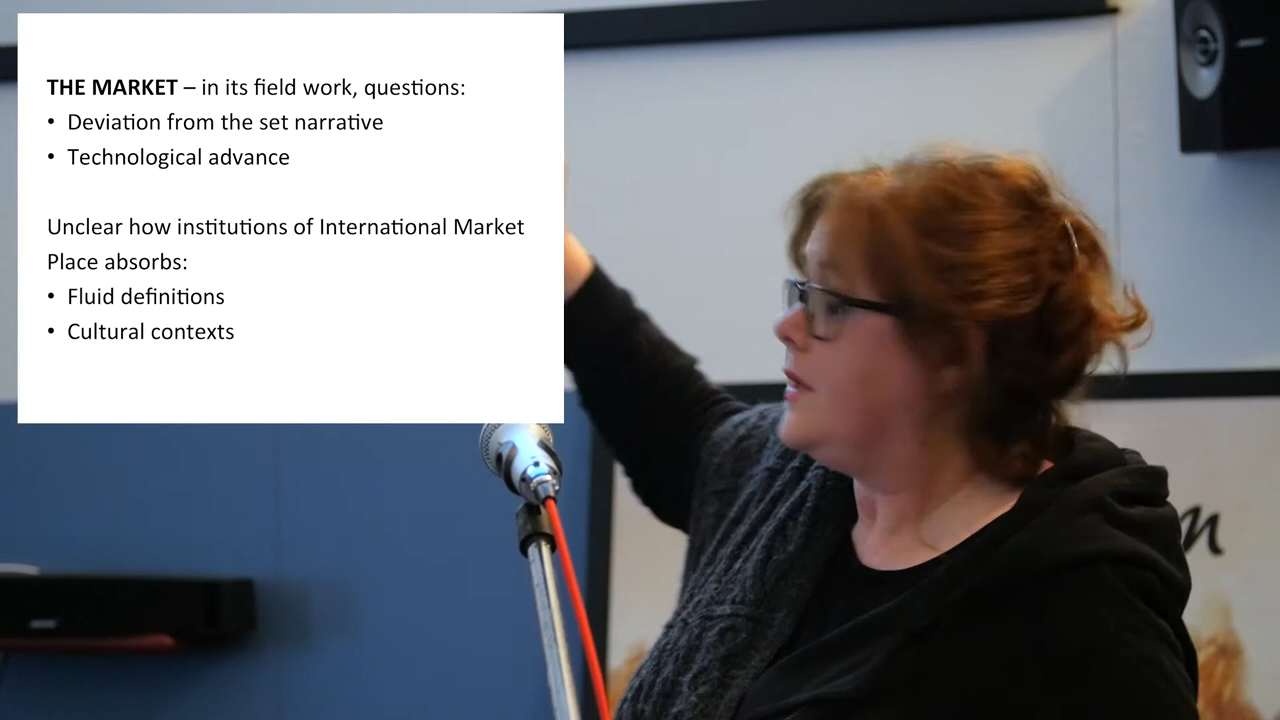 THE MARKET – in its field work, questions:
• Deviation from the set narrative
• Technological advance
Unclear how institutions of International Market
Place absorbs:
• Fluid definitions
• Cultural contexts